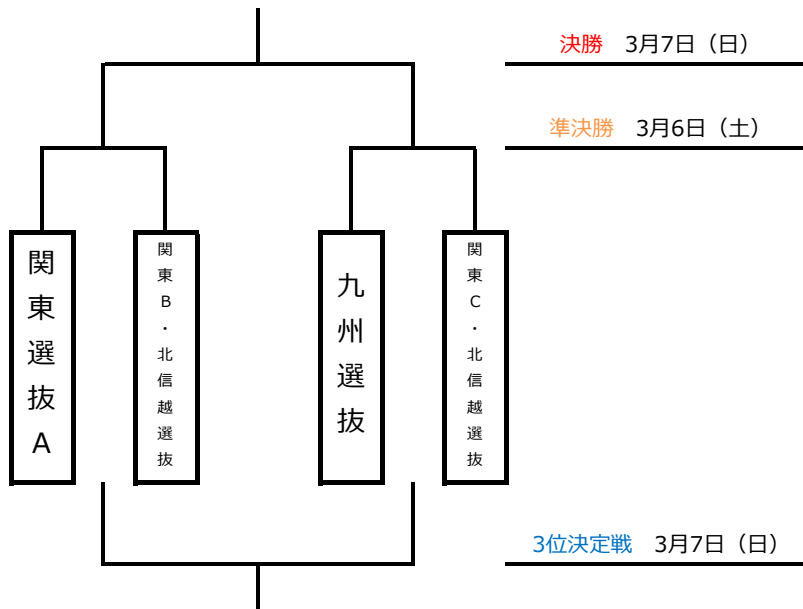 決勝　3月7日（日）
準決勝　3月6日（土）
関東選抜A
関東B・北信越選抜
九州選抜
関東C・北信越選抜
3位決定戦　3月7日（日）